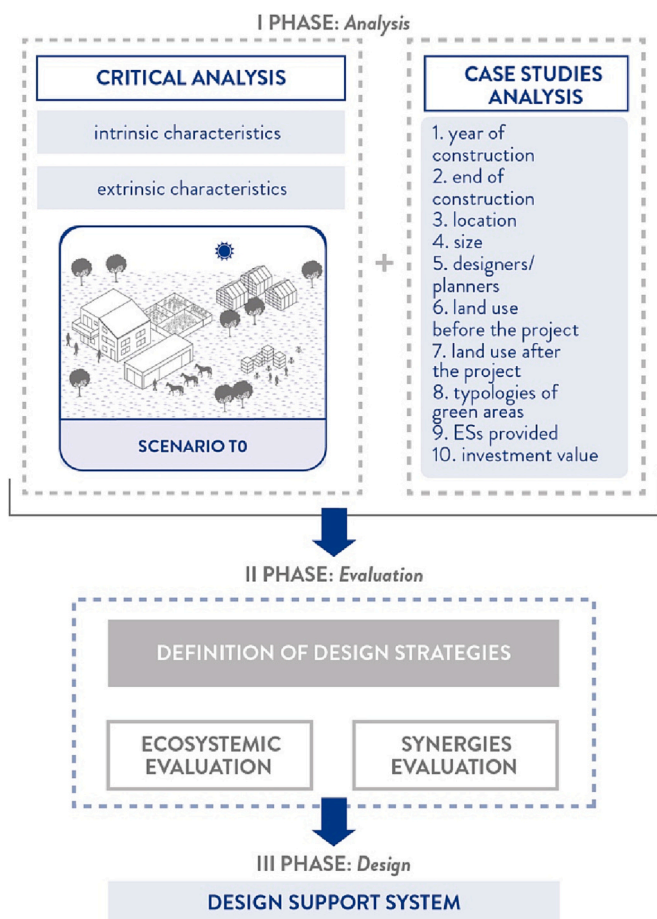 I PHASE: Analysis
CRITICAL ANALYSIS
intrinsic characteristics
extrinsic characteristics
SCENARIO T0
+
CASE STUDIES
ANALYSIS
1. year of
construction
2. end of
construction
3. location
4. size
5. designers/
planners
6. land use
before the project
7. land use after
the project
8. typologies of
green areas
9. ESs provided
10. investment value
II PHASE: Evaluation
DEFINITION OF DESIGN STRATEGIES
ECOSYSTEMIC
EVALUATION
SYNERGIES
EVALUATION
III PHASE: Design
DESIGN SUPPORT SYSTEM